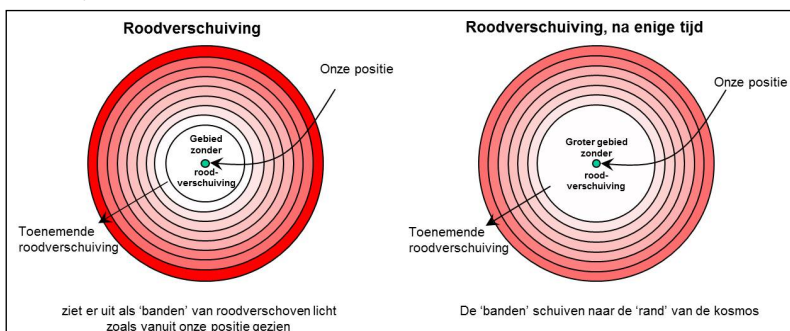 Roodverschuiving
Onze positie
Gebied
zonder
rood-
verschuiving
Toenemende
roodverschuiving
ziet er uit als ‘banden’ van roodverschoven licht
zoals vanuit onze positie gezien
Roodverschuiving, na enige tijd
Onze positie
Groter gebied
zonder
rood-
verschuiving
Toenemende
roodverschuiving
De ‘banden’ schuiven naar de ‘rand’ van de kosmos